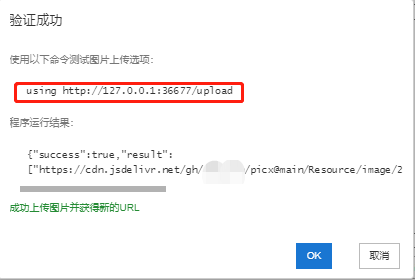 验证成功
使用以下命令测试图片上传选项:
using http://127.0.0.1:36677/upload
程序运行结果:
{"success":true,"result":
["https://cdn.jsdelivr.net/gh/ /picx@main/Resource/image/2
成功上传图片并获得新的URL
OK
取消